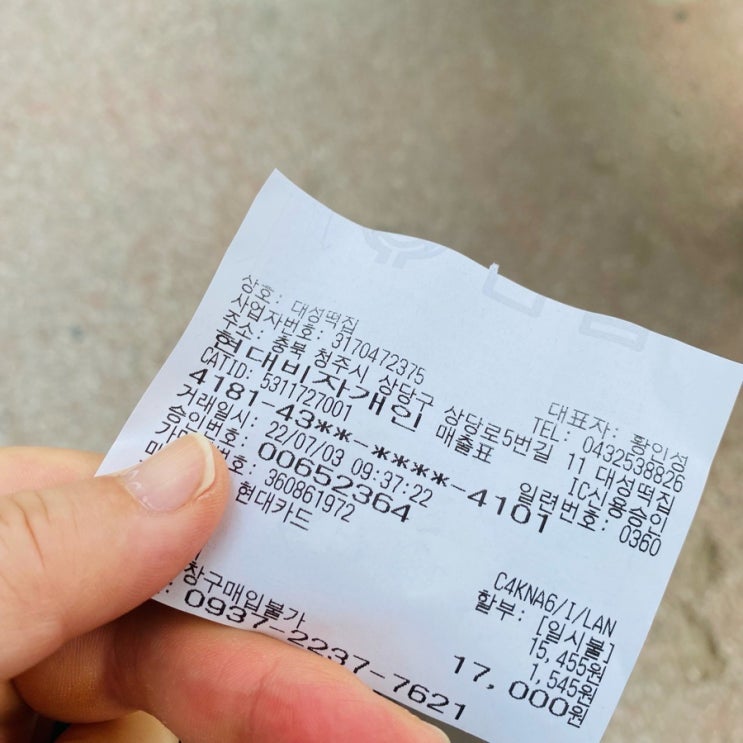 상호: 대성떡집
사업자번호: 3170472375 대표자: 황인성
주소: 충북 청주시 상당구 상당로5번길 11 대성떡집 TEL: 0432538826
현대비자개인 매출표 IC신용승인
CATID: 5311727001 일련번호: 0360
4181-43**-****-4101
거래일시: 22/07/03 09:37:22
승인번호: 00652364
번호: 360861972
현대카드
C4KNA6/I/LAN
할부: [일시불]
15,455원
1,545원
17,000원
창구매입불가
: 0937-2237-7621